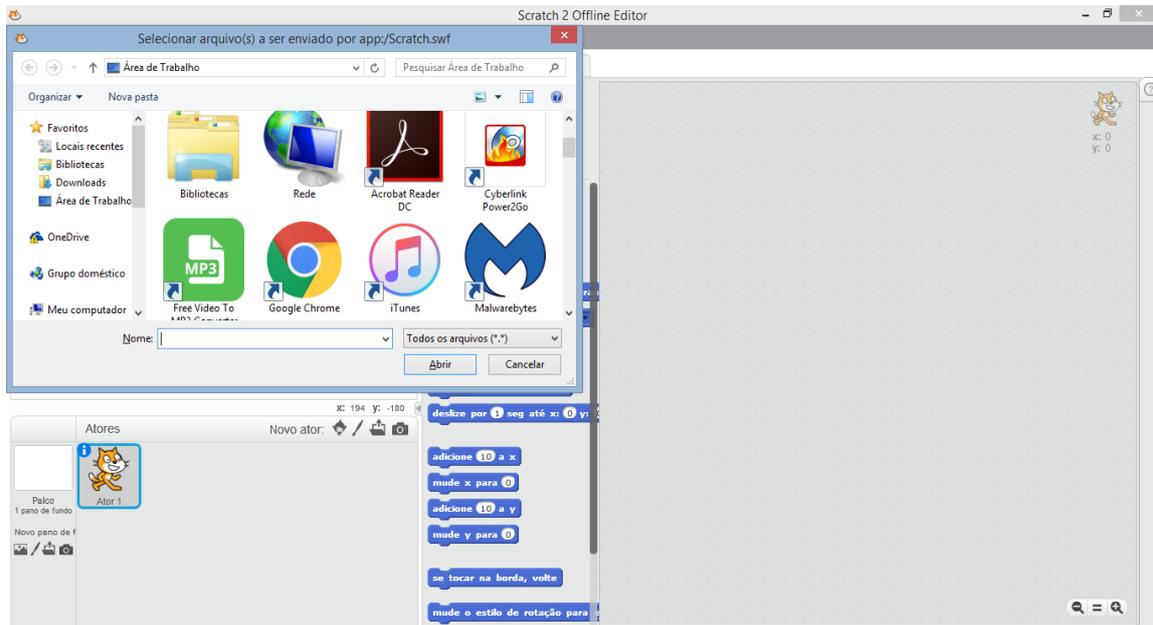 Scratch 2 Offline Editor
Selecionar arquivo(s) a ser enviado por app:/Scratch.swf
Área de Trabalho
Pesquisar Área de Trabalho
Organizar
Nova pasta
Favoritos
Locais recentes
Bibliotecas
Downloads
Área de Trabalho
OneDrive
Grupo doméstico
Meu computador
Bibliotecas
Rede
Acrobat Reader
DC
Cyberlink
Power2Go
MP3
Free Video To
Google Chrome
iTunes
Malwarebytes
Nome:
Todos os arquivos (*.*)
Abrir
Cancelar
x: 0
y: 0
x: 194 y: -180
Atores
Novo ator:
Palco
1 pano de fundo
Ator 1
Novo pano de f
deslize por 1 seg até x: 0 y:
adicione 10 a x
mude x para 0
adicione 10 a y
mude y para 0
se tocar na borda, volte
mude o estilo de rotação para